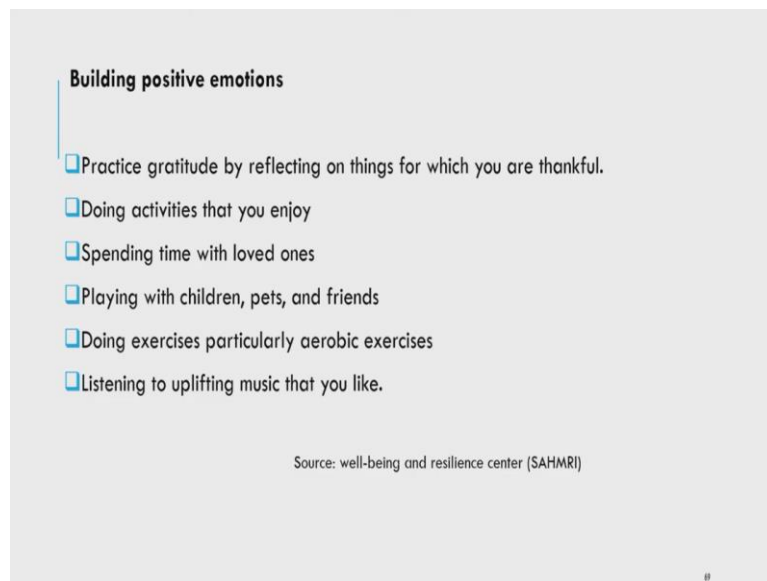 Building positive emotions
❑Practice gratitude by reflecting on things for which you are thankful.
❑Doing activities that you enjoy
❑Spending time with loved ones
❑Playing with children, pets, and friends
❑Doing exercises particularly aerobic exercises
❑Listening to uplifting music that you like.
Source: well-being and resilience center (SAHMRI)